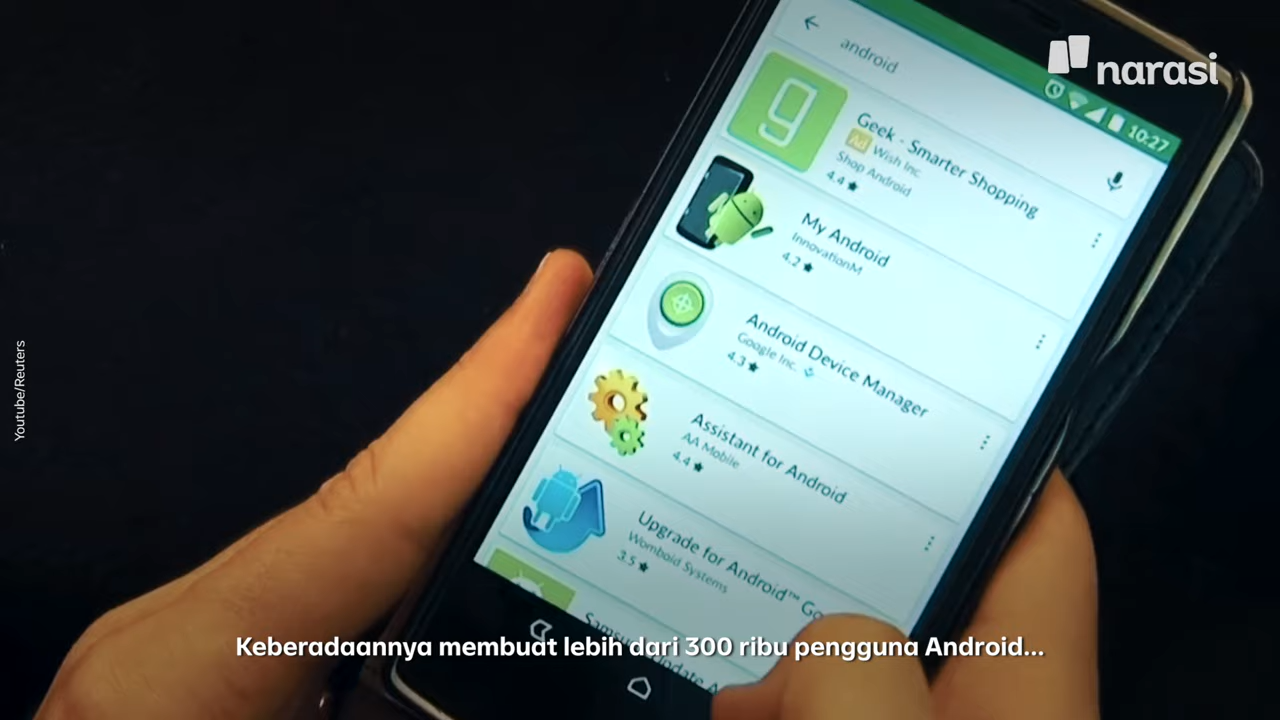 narasi
10:27
android
Geek - Smarter Shopping
Ad Wish Inc.
Shop Android
4.4
My Android
InnovationM
4.2
Android Device Manager
Google Inc.
4.3
Assistant for Android
AA Mobile
4.4
Upgrade for Android™ Go
Womboid Systems
3.5
Youtube/Reuters
Keberadaannya membuat lebih dari 300 ribu pengguna Android...